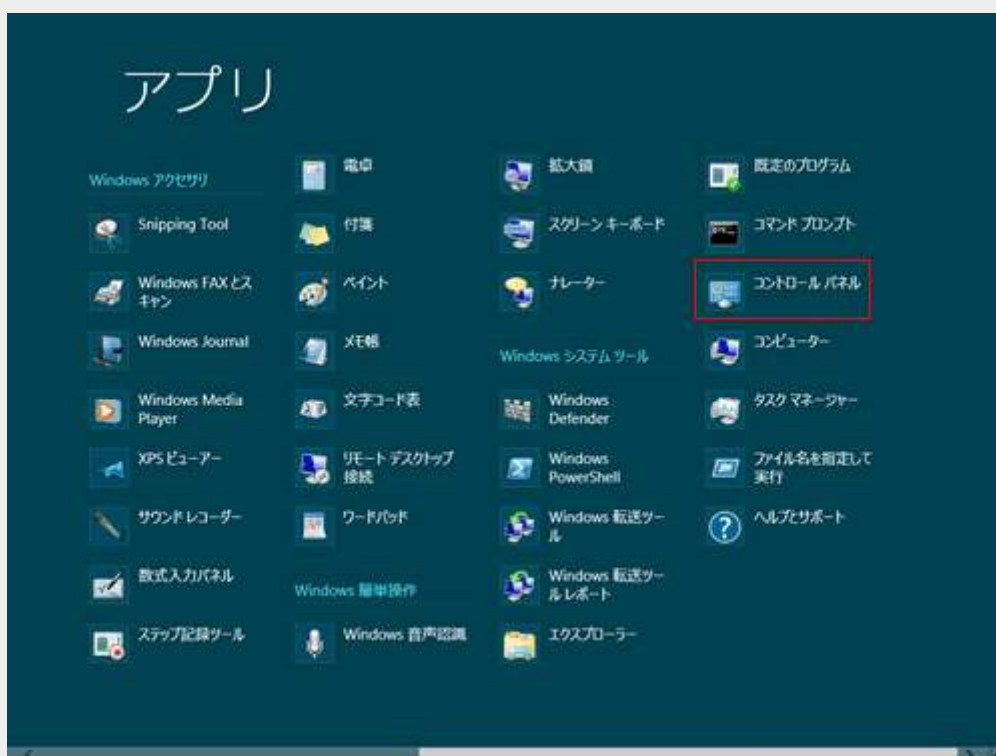 アプリ
Windows アクセサリ
Snipping Tool
Windows FAX とス
キャン
Windows Journal
Windows Media
Player
XPS ビューアー
サウンド レコーダー
数式入力パネル
ステップ記録ツール
電卓
付箋
ペイント
メモ帳
文字コード表
リモート デスクトップ
接続
ワードパッド
Windows 簡単操作
Windows 音声認識
拡大鏡
スクリーン キーボード
ナレーター
Windows システム ツール
Windows
Defender
Windows
PowerShell
Windows 転送ツー
ル
Windows 転送ツー
ル レポート
エクスプローラー
既定のプログラム
コマンド プロンプト
コントロール パネル
コンピューター
タスク マネージャー
ファイル名を指定して
実行
ヘルプとサポート